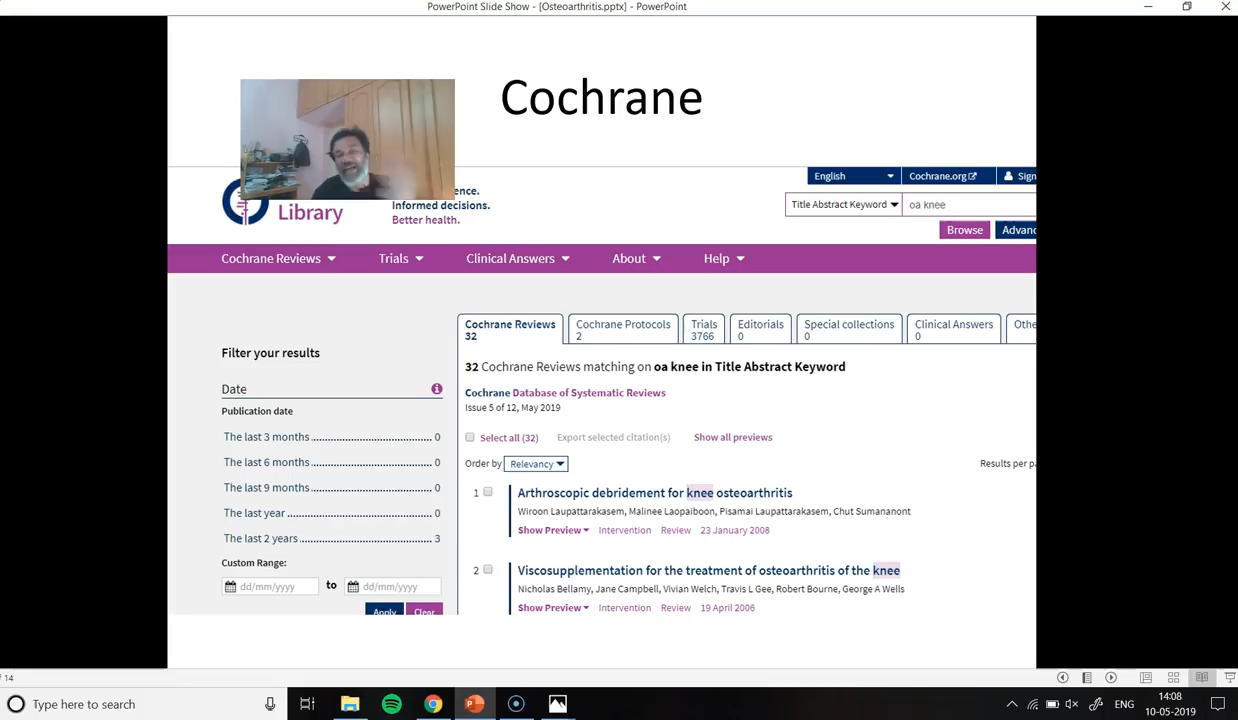 PowerPoint Slide Show - [Osteoarthritis.pptx] - PowerPoint
Cochrane
ence.
Informed decisions.
Better health.
Library
English
Cochrane.org
Sign
Title Abstract Keyword
oa knee
Browse
Advanc
Cochrane Reviews
Trials
Clinical Answers
About
Help
Cochrane Reviews
32
Cochrane Protocols
2
Trials
3766
Editorials
0
Special collections
0
Clinical Answers
0
Othe
Filter your results
Date
Publication date
The last 3 months 0
The last 6 months 0
The last 9 months 0
The last year 0
The last 2 years 3
Custom Range:
dd/mm/yyyy to dd/mm/yyyy
Apply Clear
32 Cochrane Reviews matching on oa knee in Title Abstract Keyword
Cochrane Database of Systematic Reviews
Issue 5 of 12, May 2019
Select all (32) Export selected citation(s) Show all previews
Order by Relevancy
Results per pa
1 Arthroscopic debridement for knee osteoarthritis
Wiroon Laupattarakasem, Malinee Laopaiboon, Pisamai Laupattarakasem, Chut Sumananont
Show Preview Intervention Review 23 January 2008
2 Viscosupplementation for the treatment of osteoarthritis of the knee
Nicholas Bellamy, Jane Campbell, Vivian Welch, Travis L Gee, Robert Bourne, George A Wells
Show Preview Intervention Review 19 April 2006
14
Type here to search
ENG
14:08
10-05-2019